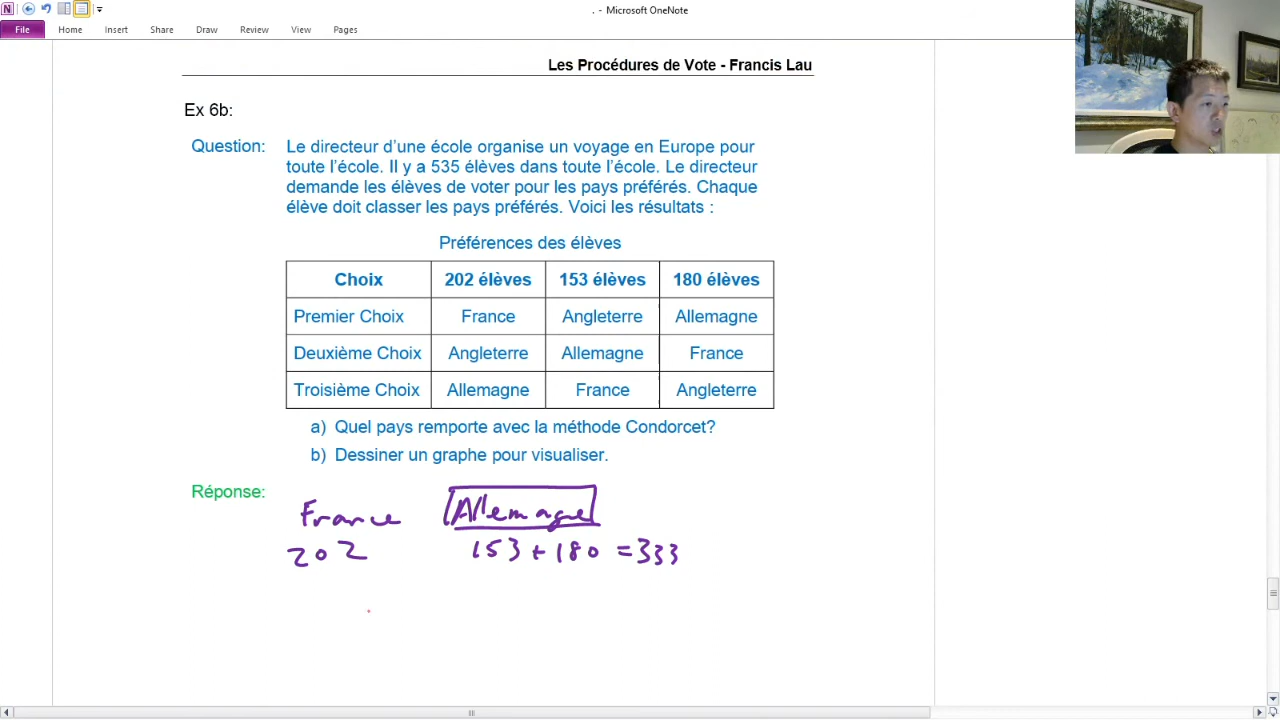 . - Microsoft OneNote
File Home Insert Share Draw Review View Pages
Les Procédures de Vote - Francis Lau
Ex 6b:
Question: Le directeur d'une école organise un voyage en Europe pour
toute l'école. Il y a 535 élèves dans toute l'école. Le directeur
demande les élèves de voter pour les pays préférés. Chaque
élève doit classer les pays préférés. Voici les résultats :
Préférences des élèves
Choix 202 élèves 153 élèves 180 élèves
Premier Choix France Angleterre Allemagne
Deuxième Choix Angleterre Allemagne France
Troisième Choix Allemagne France Angleterre
a) Quel pays remporte avec la méthode Condorcet?
b) Dessiner un graphe pour visualiser.
Réponse:
France Allemagne
202 153 + 180 = 333